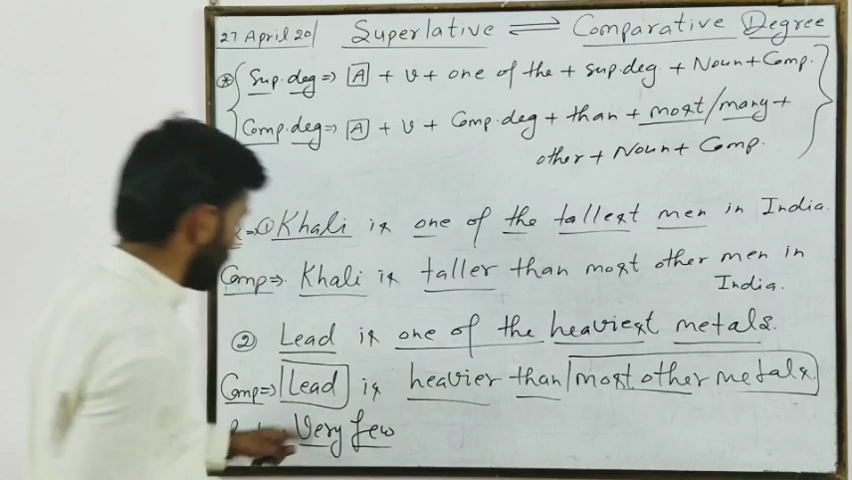 27 April 20 Superlative ⇌ Comparative Degree
⊛ Sup. deg ⇒ A + V + one of the + sup. deg + Noun + Comp.
Comp. deg ⇒ A + V + Comp. deg + than + most/many +
other + Noun + Comp.
① Khali is one of the tallest men in India.
Comp ⇒ Khali is taller than most other men in
India.
② Lead is one of the heaviest metals.
Comp ⇒ Lead is heavier than most other metals.
Very few